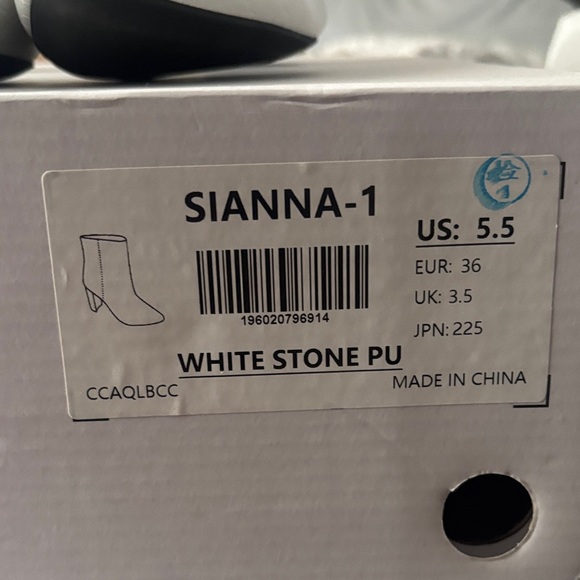 SIANNA-1
US: 5.5
EUR: 36
UK: 3.5
JPN: 225
196020796914
WHITE STONE PU
CCAQLBCC
MADE IN CHINA